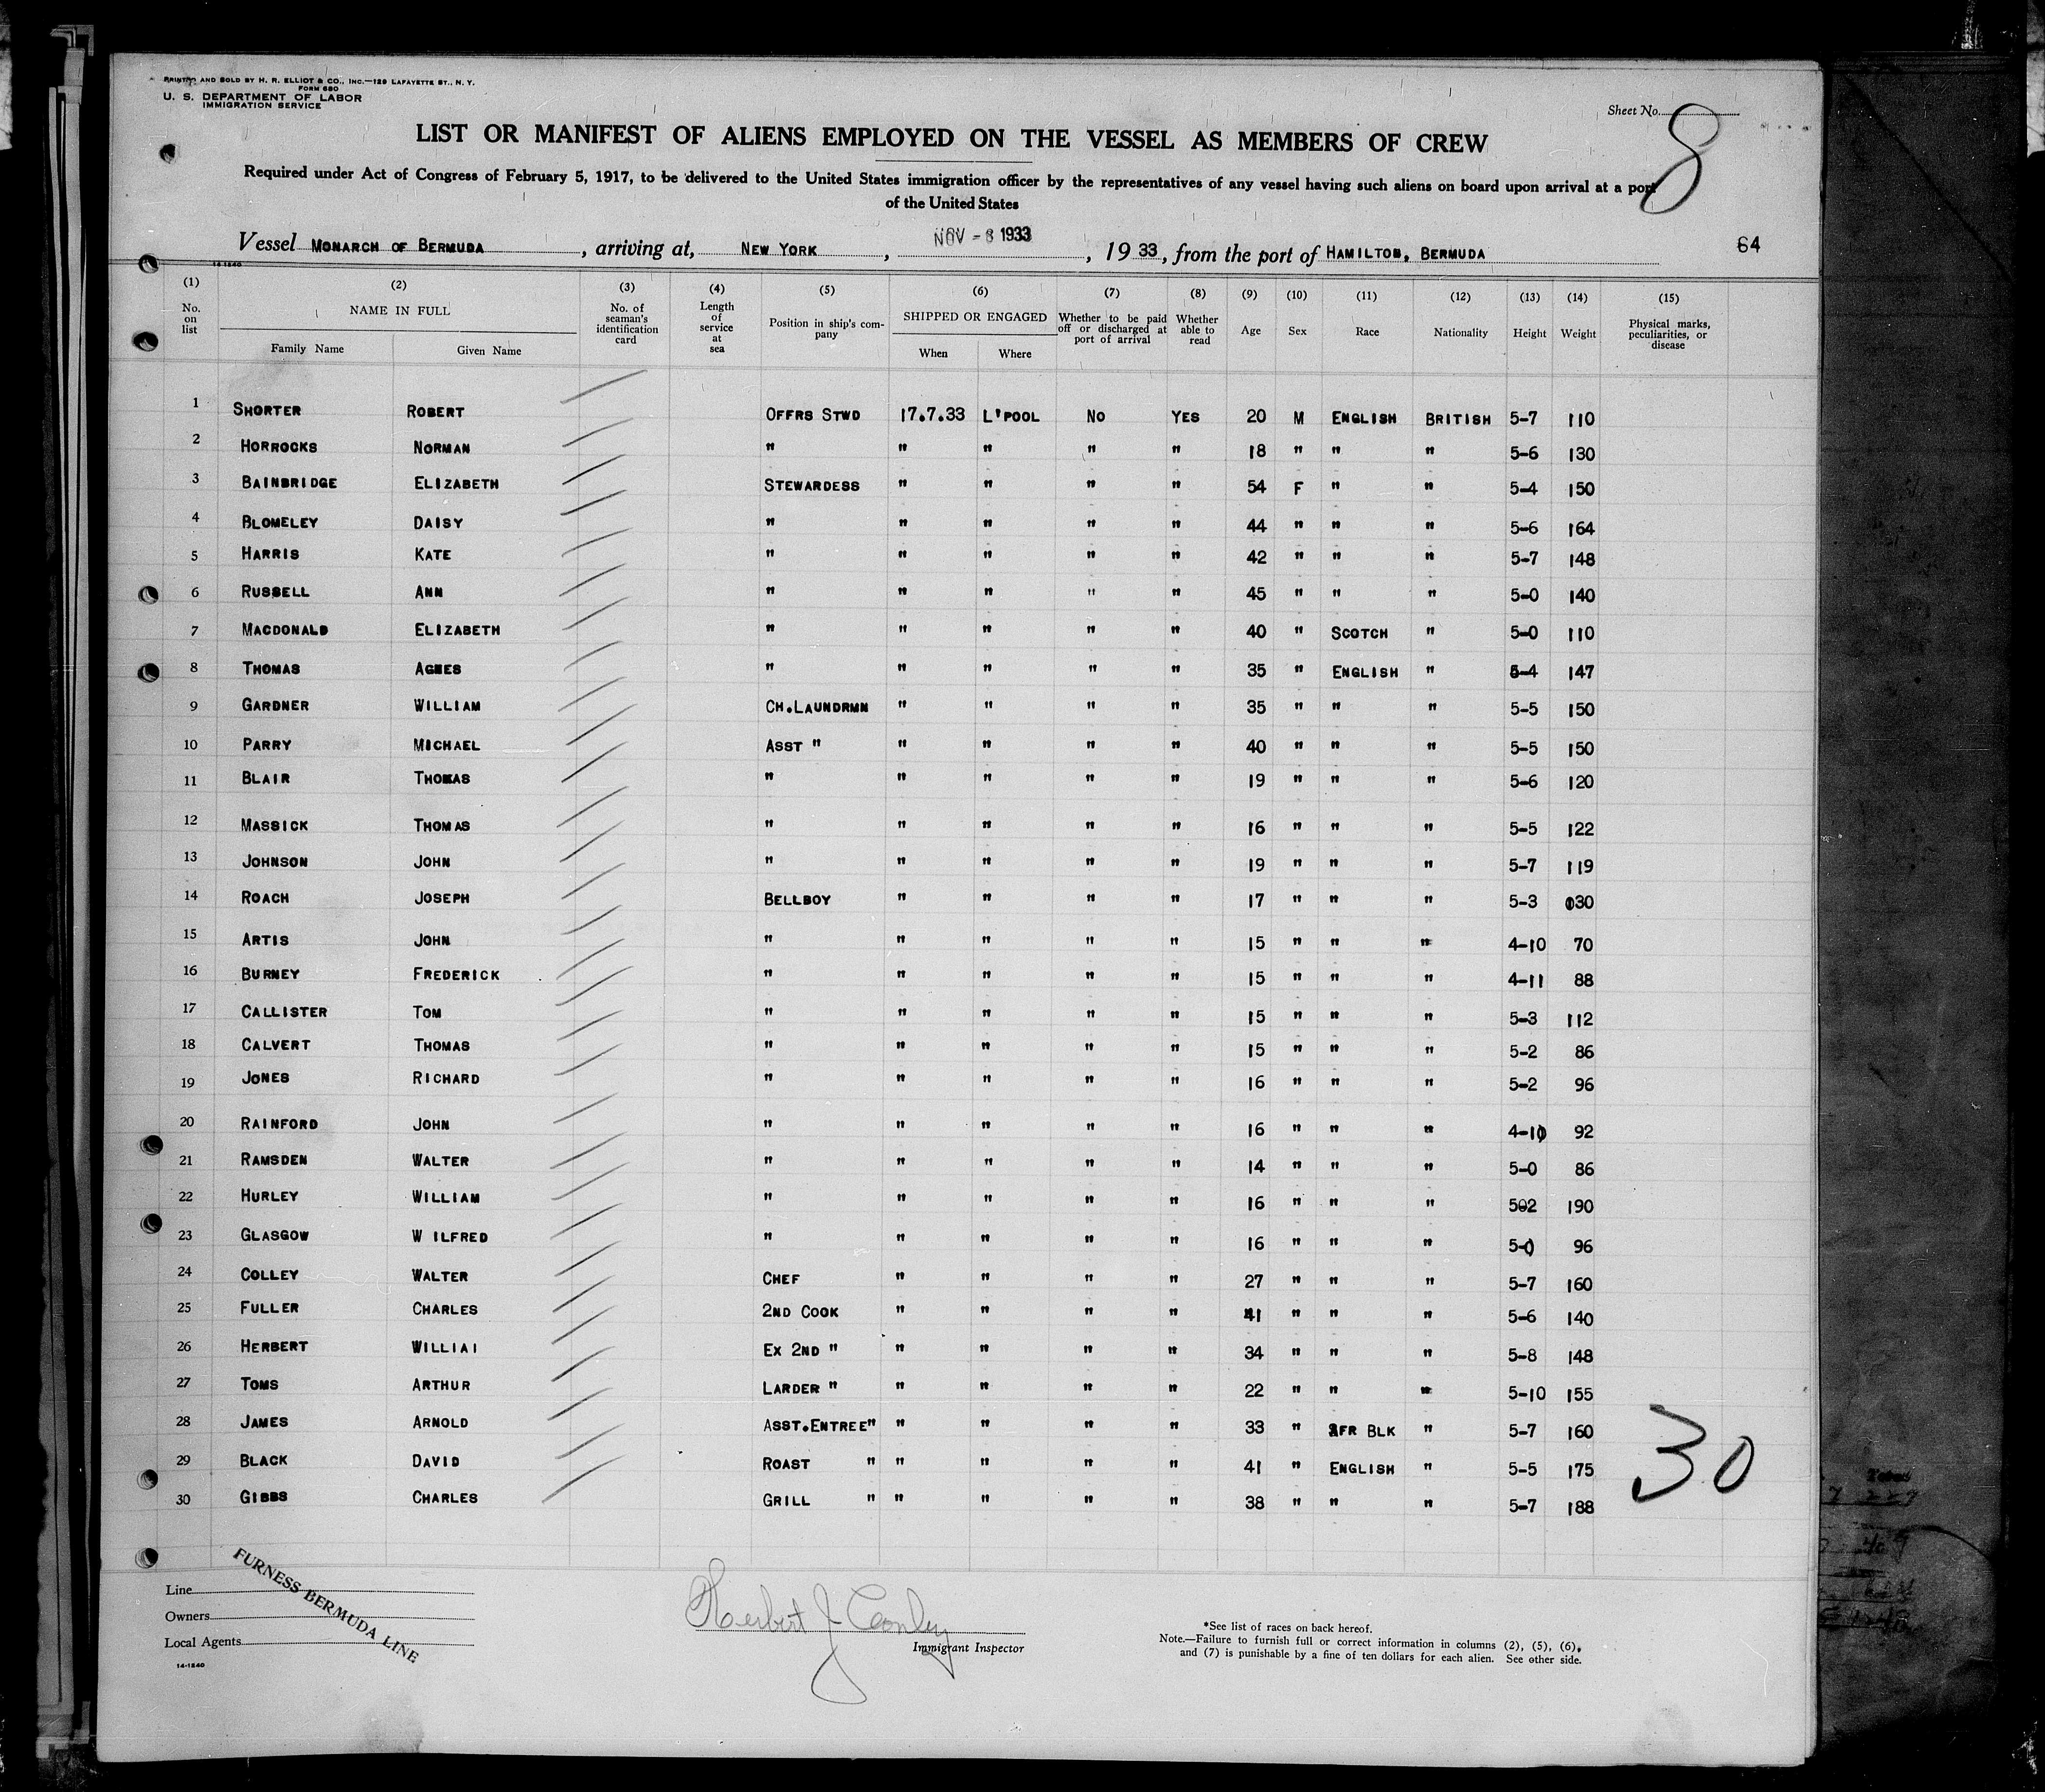 PRINTED AND SOLD BY H. R. ELLIOT & CO., INC.—129 LAFAYETTE ST., N. Y.
FORM 680
U. S. DEPARTMENT OF LABOR
IMMIGRATION SERVICE
Sheet No. 8
LIST OR MANIFEST OF ALIENS EMPLOYED ON THE VESSEL AS MEMBERS OF CREW
Required under Act of Congress of February 5, 1917, to be delivered to the United States immigration officer by the representatives of any vessel having such aliens on board upon arrival at a port
of the United States
Vessel MONARCH OF BERMUDA, arriving at, NEW YORK, NOV -8 1933, 1933, from the port of HAMILTON, BERMUDA 64
14-1240
(1) (2) (3) (4) (5) (6) (7) (8) (9) (10) (11) (12) (13) (14) (15)
No. on list NAME IN FULL Family Name Given Name No. of seaman's identification card Length of service at sea Position in ship's company SHIPPED OR ENGAGED When Where Whether to be paid off or discharged at port of arrival Whether able to read Age Sex Race Nationality Height Weight Physical marks, peculiarities, or disease
1 SHORTER ROBERT OFFRS STWD 17.7.33 L'POOL NO YES 20 M ENGLISH BRITISH 5-7 110
2 HORROCKS NORMAN " " " " " 18 " " " 5-6 130
3 BAINBRIDGE ELIZABETH STEWARDESS " " " " 54 F " " 5-4 150
4 BLOMELEY DAISY " " " " " 44 " " " 5-6 164
5 HARRIS KATE " " " " " 42 " " " 5-7 148
6 RUSSELL ANN " " " " " 45 " " " 5-0 140
7 MACDONALD ELIZABETH " " " " " 40 " SCOTCH " 5-0 110
8 THOMAS AGNES " " " " " 35 " ENGLISH " 5-4 147
9 GARDNER WILLIAM CH.LAUNDRMN " " " " 35 " " " 5-5 150
10 PARRY MICHAEL ASST " " " " " 40 " " " 5-5 150
11 BLAIR THOMAS " " " " " 19 " " " 5-6 120
12 MASSICK THOMAS " " " " " 16 " " " 5-5 122
13 JOHNSON JOHN " " " " " 19 " " " 5-7 119
14 ROACH JOSEPH BELLBOY " " " " 17 " " " 5-3 030
15 ARTIS JOHN " " " " " 15 " " " 4-10 70
16 BURNEY FREDERICK " " " " " 15 " " " 4-11 88
17 CALLISTER TOM " " " " " 15 " " " 5-3 112
18 CALVERT THOMAS " " " " " 15 " " " 5-2 86
19 JONES RICHARD " " " " " 16 " " " 5-2 96
20 RAINFORD JOHN " " " " " 16 " " " 4-10 92
21 RAMSDEN WALTER " " " " " 14 " " " 5-0 86
22 HURLEY WILLIAM " " " " " 16 " " " 502 190
23 GLASGOW W ILFRED " " " " " 16 " " " 5-0 96
24 COLLEY WALTER CHEF " " " " 27 " " " 5-7 160
25 FULLER CHARLES 2ND COOK " " " " 41 " " " 5-6 140
26 HERBERT WILLIAI EX 2ND " " " " " 34 " " " 5-8 148
27 TOMS ARTHUR LARDER " " " " " 22 " " " 5-10 155
28 JAMES ARNOLD ASST.ENTREE" " " " " 33 " AFR BLK " 5-7 160
29 BLACK DAVID ROAST " " " " " 41 " ENGLISH " 5-5 175
30 GIBBS CHARLES GRILL " " " " " 38 " " " 5-7 188
30
Line
Owners
Local Agents
FURNESS BERMUDA LINE
14-1240
Herbert J Conley
Immigrant Inspector
*See list of races on back hereof.
Note.—Failure to furnish full or correct information in columns (2), (5), (6),
and (7) is punishable by a fine of ten dollars for each alien. See other side.